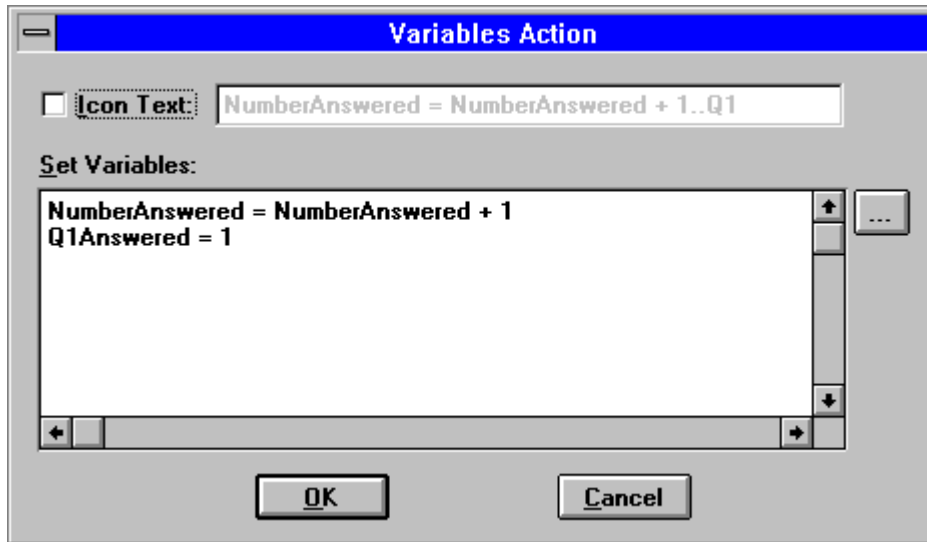 Variables Action
Icon Text: NumberAnswered = NumberAnswered + 1..Q1
Set Variables:
NumberAnswered = NumberAnswered + 1
Q1Answered = 1
...
OK Cancel